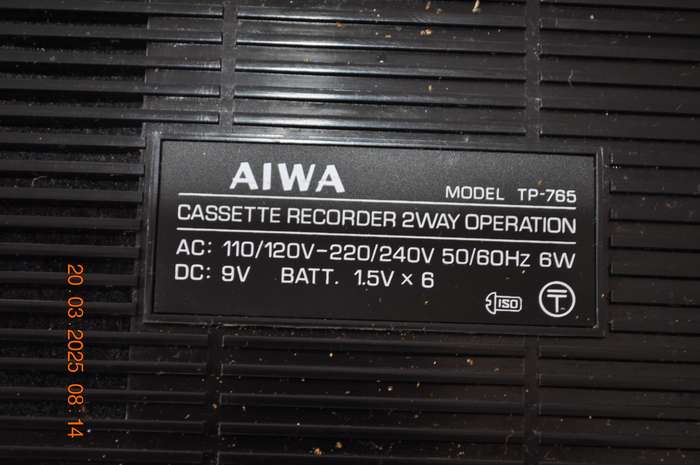 AIWA
MODEL TP-765
CASSETTE RECORDER 2WAY OPERATION
AC: 110/120V-220/240V 50/60Hz 6W
DC: 9V BATT. 1.5V × 6
ISO
T
20 03 2025 08:14